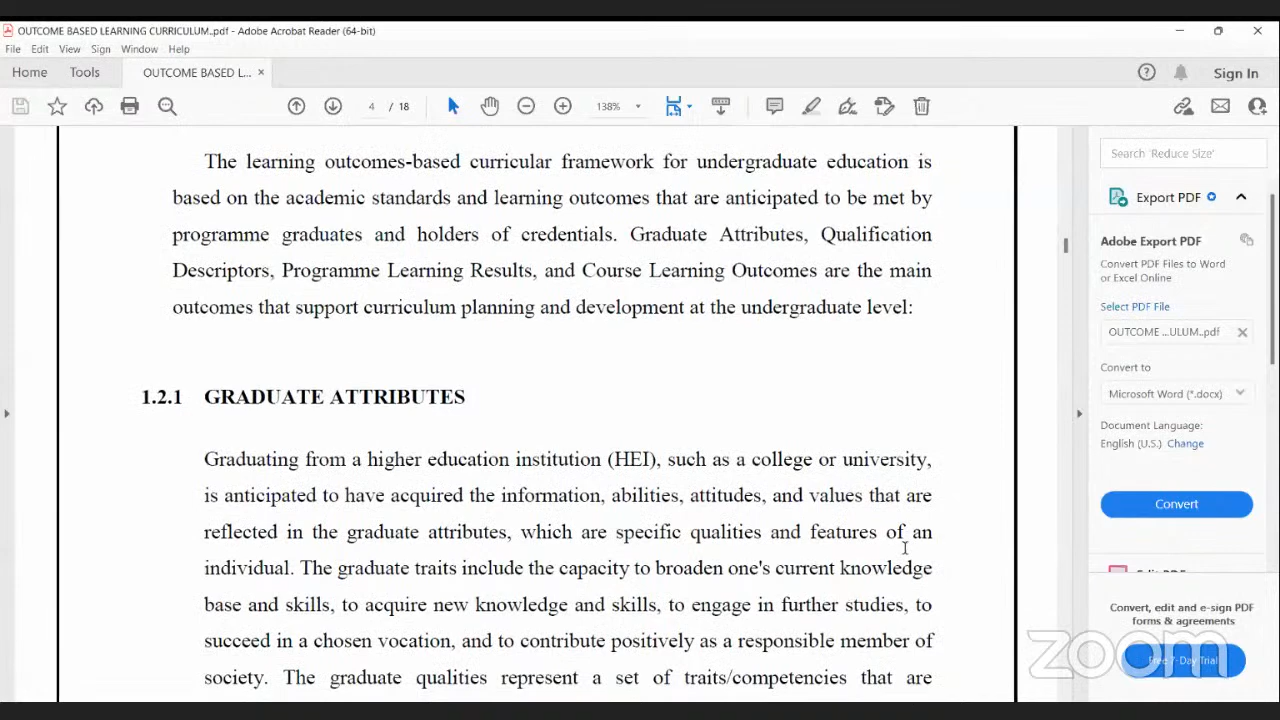 OUTCOME BASED LEARNING CURRICULUM..pdf - Adobe Acrobat Reader (64-bit)
File Edit View Sign Window Help
Home Tools OUTCOME BASED L... × Sign In
4 / 18 138%
The learning outcomes-based curricular framework for undergraduate education is
based on the academic standards and learning outcomes that are anticipated to be met by
programme graduates and holders of credentials. Graduate Attributes, Qualification
Descriptors, Programme Learning Results, and Course Learning Outcomes are the main
outcomes that support curriculum planning and development at the undergraduate level:
1.2.1 GRADUATE ATTRIBUTES
Graduating from a higher education institution (HEI), such as a college or university,
is anticipated to have acquired the information, abilities, attitudes, and values that are
reflected in the graduate attributes, which are specific qualities and features of an
individual. The graduate traits include the capacity to broaden one's current knowledge
base and skills, to acquire new knowledge and skills, to engage in further studies, to
succeed in a chosen vocation, and to contribute positively as a responsible member of
society. The graduate qualities represent a set of traits/competencies that are
Search 'Reduce Size'
Export PDF
Adobe Export PDF
Convert PDF Files to Word
or Excel Online
Select PDF File
OUTCOME ...ULUM..pdf
Convert to
Microsoft Word (*.docx)
Document Language:
English (U.S.) Change
Convert
Edit PDF
Convert, edit and e-sign PDF
forms & agreements
Free 7-Day Trial
zoom